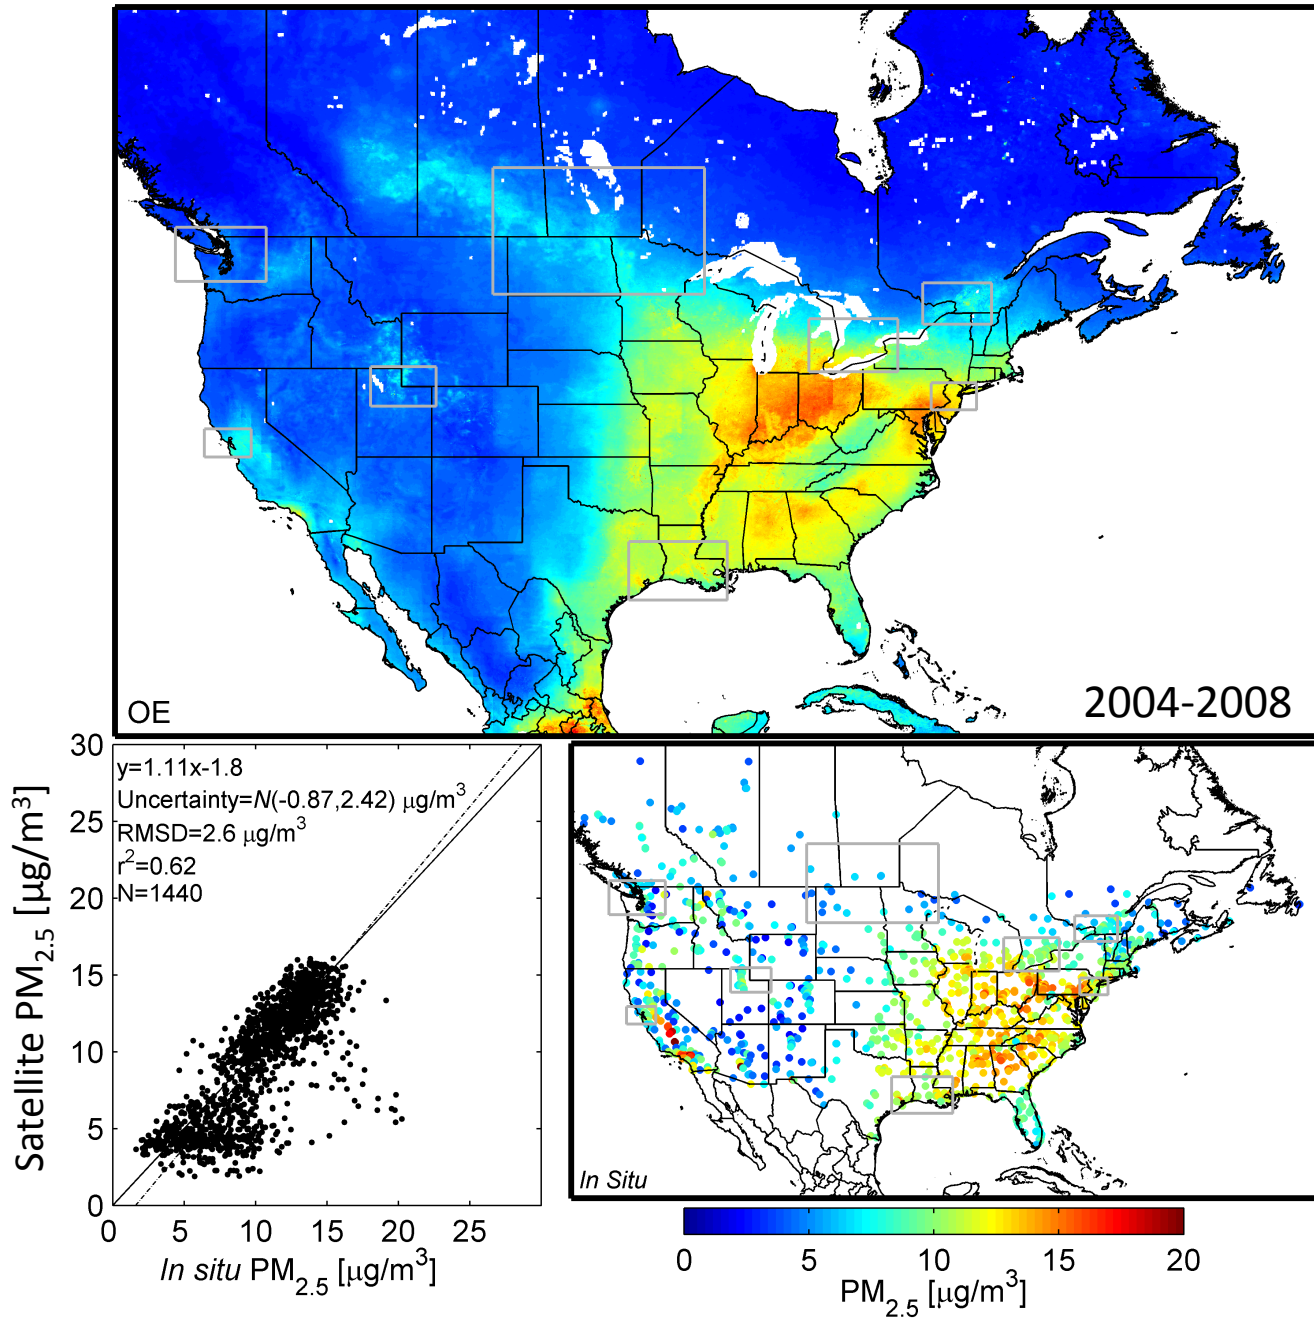 OE
2004-2008
30
25
20
15
10
5
0
Satellite PM2.5 [µg/m³]
y=1.11x-1.8
Uncertainty=N(-0.87,2.42) µg/m³
RMSD=2.6 µg/m³
r²=0.62
N=1440
0 5 10 15 20 25
In situ PM2.5 [µg/m³]
In Situ
0 5 10 15 20
PM2.5 [µg/m³]